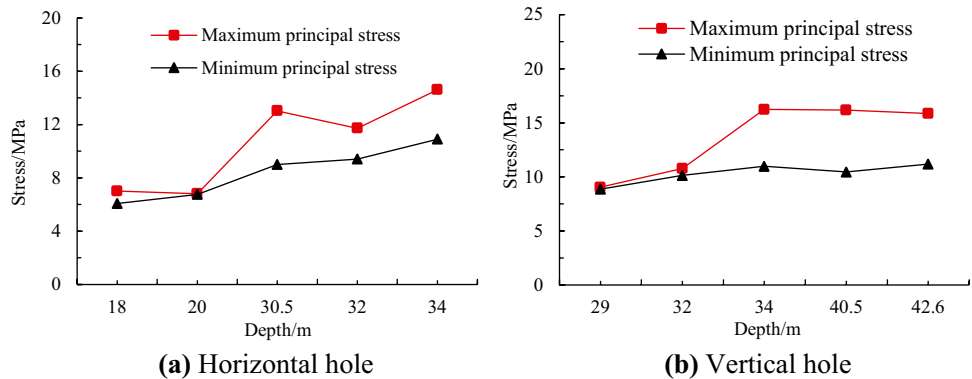 20
16
12
8
4
0
Stress/MPa
Maximum principal stress
Minimum principal stress
18 20 30.5 32 34
Depth/m
(a) Horizontal hole
25
20
15
10
5
0
Stress/MPa
Maximum principal stress
Minimum principal stress
29 32 34 40.5 42.6
Depth/m
(b) Vertical hole